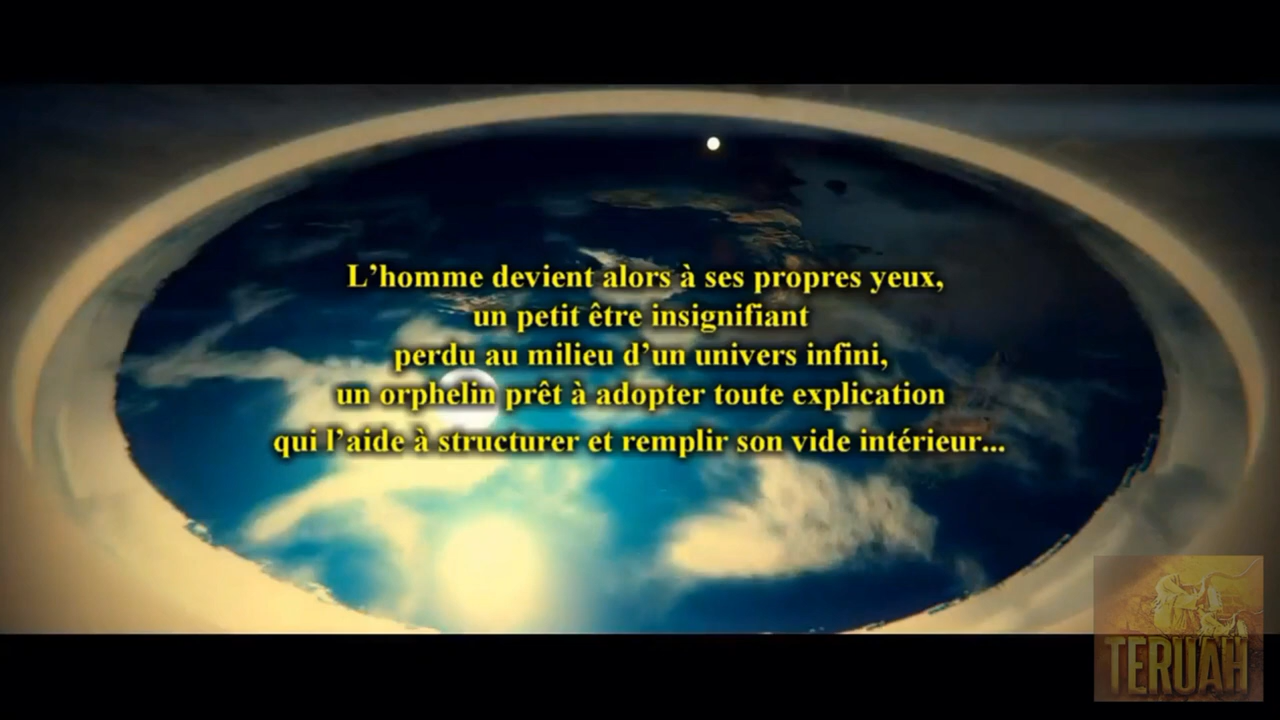 L’homme devient alors à ses propres yeux,
un petit être insignifiant
perdu au milieu d’un univers infini,
un orphelin prêt à adopter toute explication
qui l’aide à structurer et remplir son vide intérieur...
TERUAH